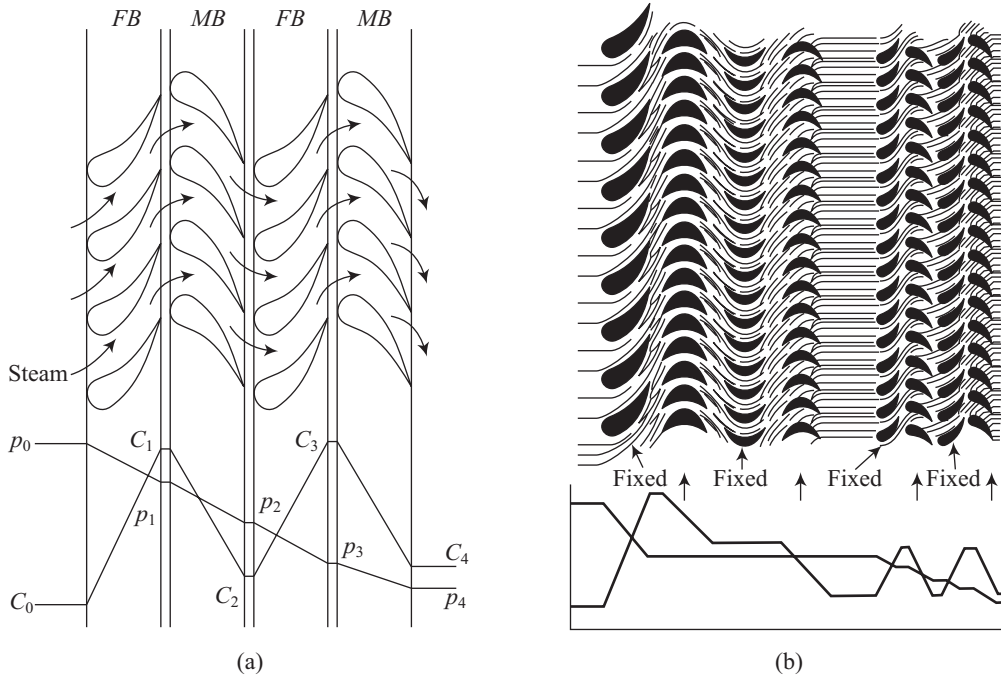 FB MB FB MB
Steam
p0
C1
C3
p1
p2
p3
C4
C0
C2
p4
(a)
Fixed Fixed Fixed Fixed
(b)